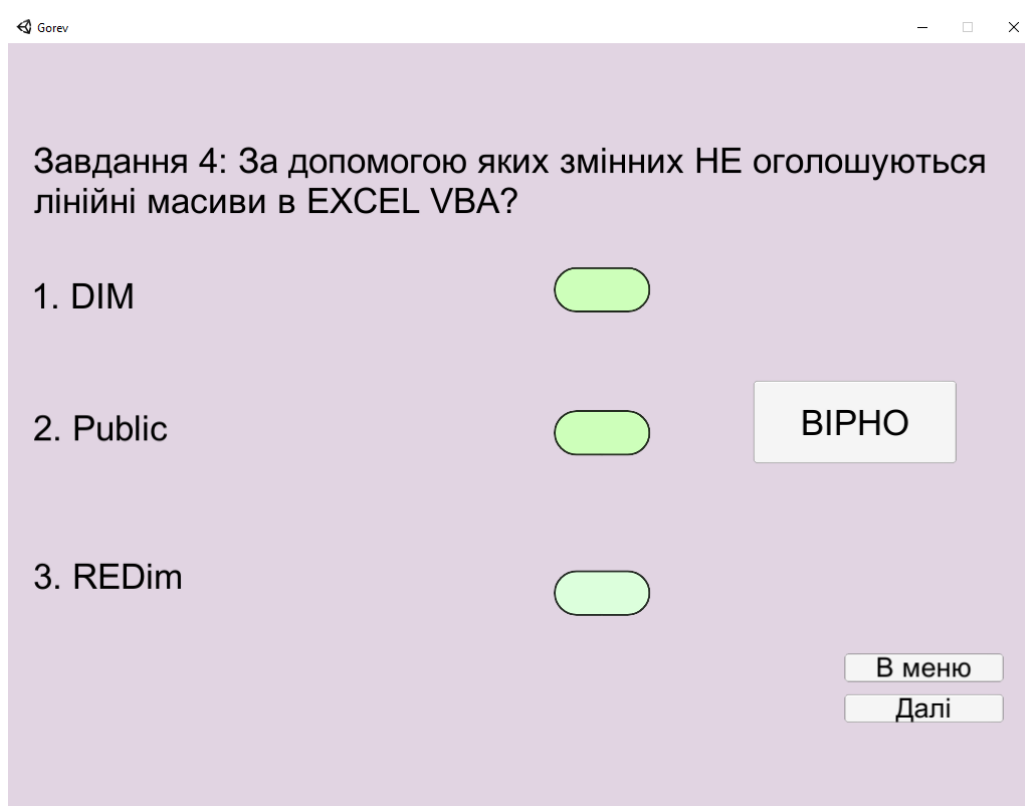 Gorev
Завдання 4: За допомогою яких змінних НЕ оголошуються
лінійні масиви в EXCEL VBA?
1. DIM
2. Public
ВІРНО
3. REDim
В меню
Далі